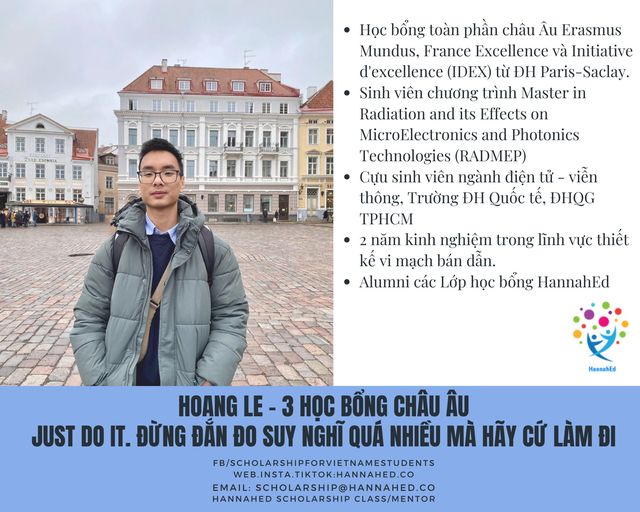 Học bổng toàn phần châu Âu Erasmus
Mundus, France Excellence và Initiative
d'excellence (IDEX) từ ĐH Paris-Saclay.
Sinh viên chương trình Master in
Radiation and its Effects on
MicroElectronics and Photonics
Technologies (RADMEP)
Cựu sinh viên ngành điện tử - viễn
thông, Trường ĐH Quốc tế, ĐHQG
TPHCM
2 năm kinh nghiệm trong lĩnh vực thiết
kế vi mạch bán dẫn.
Alumni các Lớp học bổng HannahEd
HannahEd
HOANG LE - 3 HỌC BỔNG CHÂU ÂU
JUST DO IT. ĐỪNG ĐẮN ĐO SUY NGHĨ QUÁ NHIỀU MÀ HÃY CỨ LÀM ĐI
FB/SCHOLARSHIPFORVIETNAMESTUDENTS
WEB.INSTA.TIKTOK:HANNAHED.CO
EMAIL: SCHOLARSHIP@HANNAHED.CO
HANNAHED SCHOLARSHIP CLASS/MENTOR